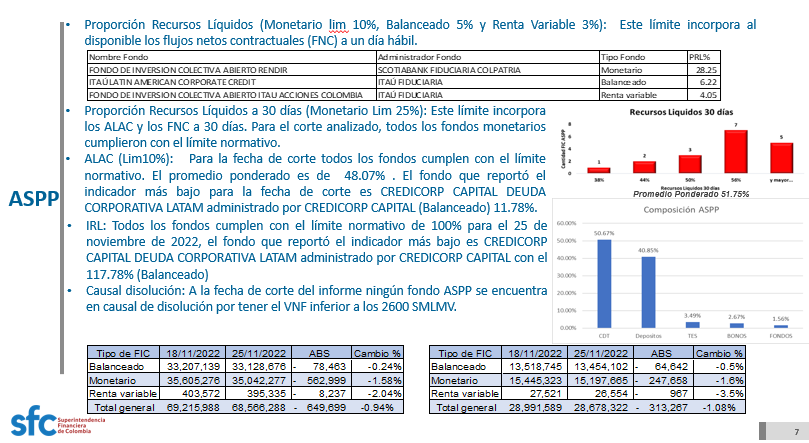 • Proporción Recursos Líquidos (Monetario lim 10%, Balanceado 5% y Renta Variable 3%): Este límite incorpora al
disponible los flujos netos contractuales (FNC) a un día hábil.
Nombre Fondo Administrador Fondo Tipo Fondo PRL%
FONDO DE INVERSION COLECTIVA ABIERTO RENDIR SCOTIABANK FIDUCIARIA COLPATRIA Monetario 28.25
ITAÚ LATIN AMERICAN CORPORATE CREDIT ITAÚ FIDUCIARIA Balanceado 6.22
FONDO DE INVERSION COLECTIVA ABIERTO ITAU ACCIONES COLOMBIA ITAÚ FIDUCIARIA Renta variable 4.05
• Proporción Recursos Líquidos a 30 días (Monetario Lim 25%): Este límite incorpora
los ALAC y los FNC a 30 días. Para el corte analizado, todos los fondos monetarios
cumplieron con el límite normativo.
• ALAC (Lim10%): Para la fecha de corte todos los fondos cumplen con el límite
normativo. El promedio ponderado es de 48.07% . El fondo que reportó el
indicador más bajo para la fecha de corte es CREDICORP CAPITAL DEUDA
CORPORATIVA LATAM administrado por CREDICORP CAPITAL (Balanceado) 11.78%.
• IRL: Todos los fondos cumplen con el límite normativo de 100% para el 25 de
noviembre de 2022, el fondo que reportó el indicador más bajo es CREDICORP
CAPITAL DEUDA CORPORATIVA LATAM administrado por CREDICORP CAPITAL con el
117.78% (Balanceado)
• Causal disolución: A la fecha de corte del informe ningún fondo ASPP se encuentra
en causal de disolución por tener el VNF inferior a los 2600 SMLMV.
ASPP
Recursos Liquidos 30 días
Cantidad FIC ASPP
8
6
4
2
0
1 2 3 7 5
38% 44% 50% 56% y mayor...
Recursos Liquidos 30 días
Promedio Ponderado 51.75%
Composición ASPP
60.00%
50.00%
40.00%
30.00%
20.00%
10.00%
0.00%
50.67% 40.85% 3.49% 2.67% 1.56%
CDT Depositos TES BONOS FONDOS
Tipo de FIC 18/11/2022 25/11/2022 ABS Cambio %
Balanceado 33,207,139 33,128,676 - 78,463 -0.24%
Monetario 35,605,276 35,042,277 - 562,999 -1.58%
Renta variable 403,572 395,335 - 8,237 -2.04%
Total general 69,215,988 68,566,288 - 649,699 -0.94%
Tipo de FIC 18/11/2022 25/11/2022 ABS Cambio %
Balanceado 13,518,745 13,454,102 - 64,642 -0.5%
Monetario 15,445,323 15,197,665 - 247,658 -1.6%
Renta variable 27,521 26,554 - 967 -3.5%
Total general 28,991,589 28,678,322 - 313,267 -1.08%
sfc Superintendencia
Financiera
de Colombia
7